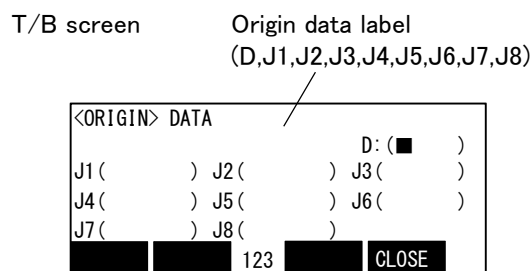 T/B screen
Origin data label
(D,J1,J2,J3,J4,J5,J6,J7,J8)
<ORIGIN> DATA
D:(■ )
J1( ) J2( ) J3( )
J4( ) J5( ) J6( )
J7( ) J8( )
123 CLOSE